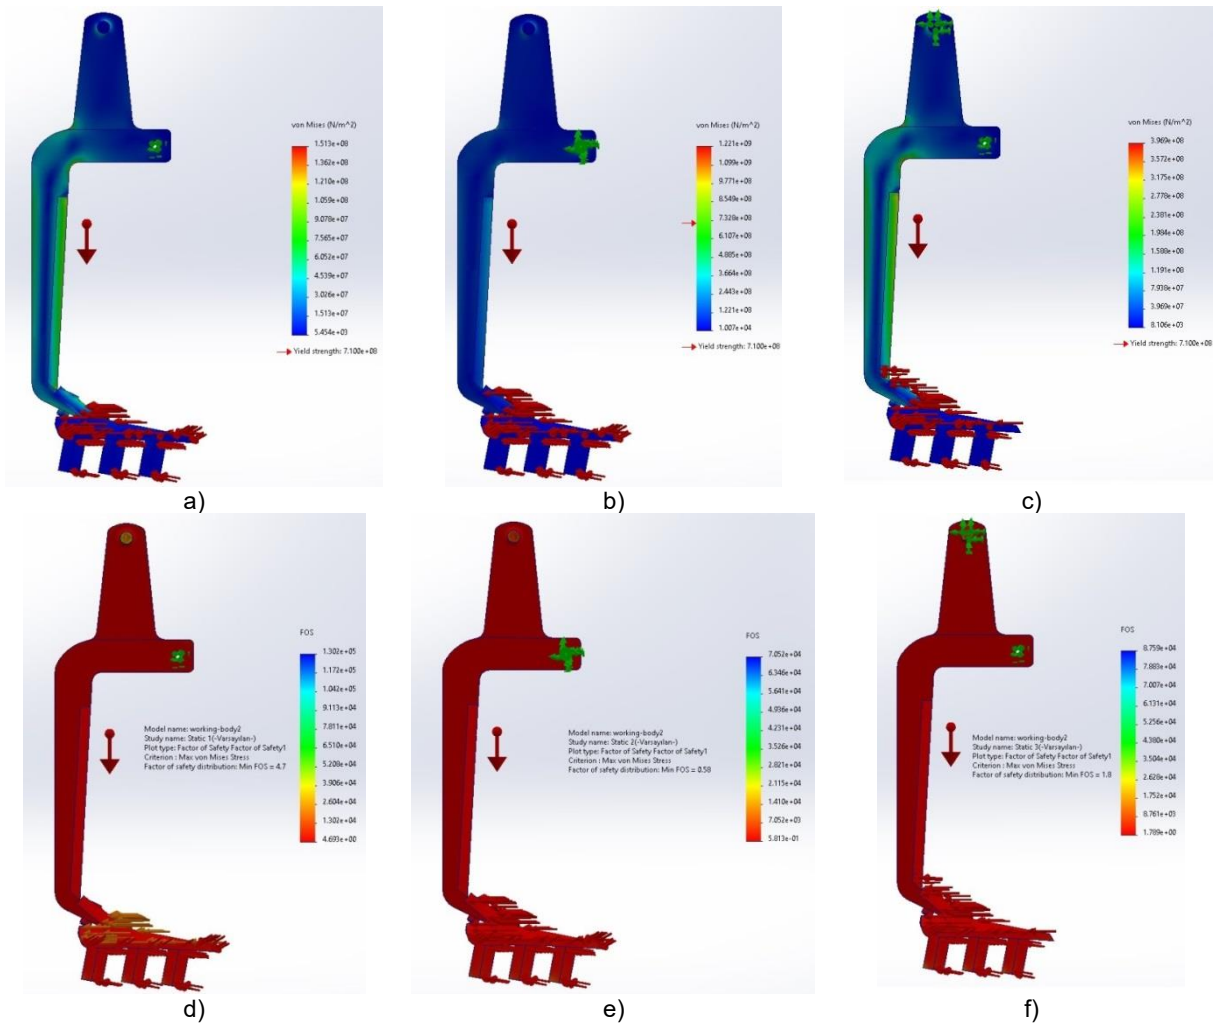 von Mises (N/m^2)
1.513e+08
1.362e+08
1.210e+08
1.059e+08
9.078e+07
7.565e+07
6.052e+07
4.539e+07
3.026e+07
1.513e+07
5.454e+03
Yield strength: 7.100e+08
a)
von Mises (N/m^2)
1.221e+09
1.099e+09
9.771e+08
8.549e+08
7.328e+08
6.107e+08
4.885e+08
3.664e+08
2.443e+08
1.221e+08
1.007e+04
Yield strength: 7.100e+08
b)
von Mises (N/m^2)
3.969e+08
3.572e+08
3.175e+08
2.778e+08
2.381e+08
1.984e+08
1.588e+08
1.191e+08
7.938e+07
3.969e+07
8.106e+03
Yield strength: 7.100e+08
c)
Model name: working-body2
Study name: Static 1(-Varsayılan-)
Plot type: Factor of Safety Factor of Safety1
Criterion : Max von Mises Stress
Factor of safety distribution: Min FOS = 4.7
FOS
1.302e+05
1.172e+05
1.042e+05
9.113e+04
7.811e+04
6.510e+04
5.208e+04
3.906e+04
2.604e+04
1.302e+04
4.693e+00
d)
Model name: working-body2
Study name: Static 2(-Varsayılan-)
Plot type: Factor of Safety Factor of Safety1
Criterion : Max von Mises Stress
Factor of safety distribution: Min FOS = 0.58
FOS
7.052e+04
6.346e+04
5.641e+04
4.936e+04
4.231e+04
3.526e+04
2.821e+04
2.115e+04
1.410e+04
7.052e+03
5.813e-01
e)
Model name: working-body2
Study name: Static 3(-Varsayılan-)
Plot type: Factor of Safety Factor of Safety1
Criterion : Max von Mises Stress
Factor of safety distribution: Min FOS = 1.8
FOS
8.759e+04
7.883e+04
7.007e+04
6.131e+04
5.256e+04
4.380e+04
3.504e+04
2.628e+04
1.752e+04
8.761e+03
1.789e+00
f)